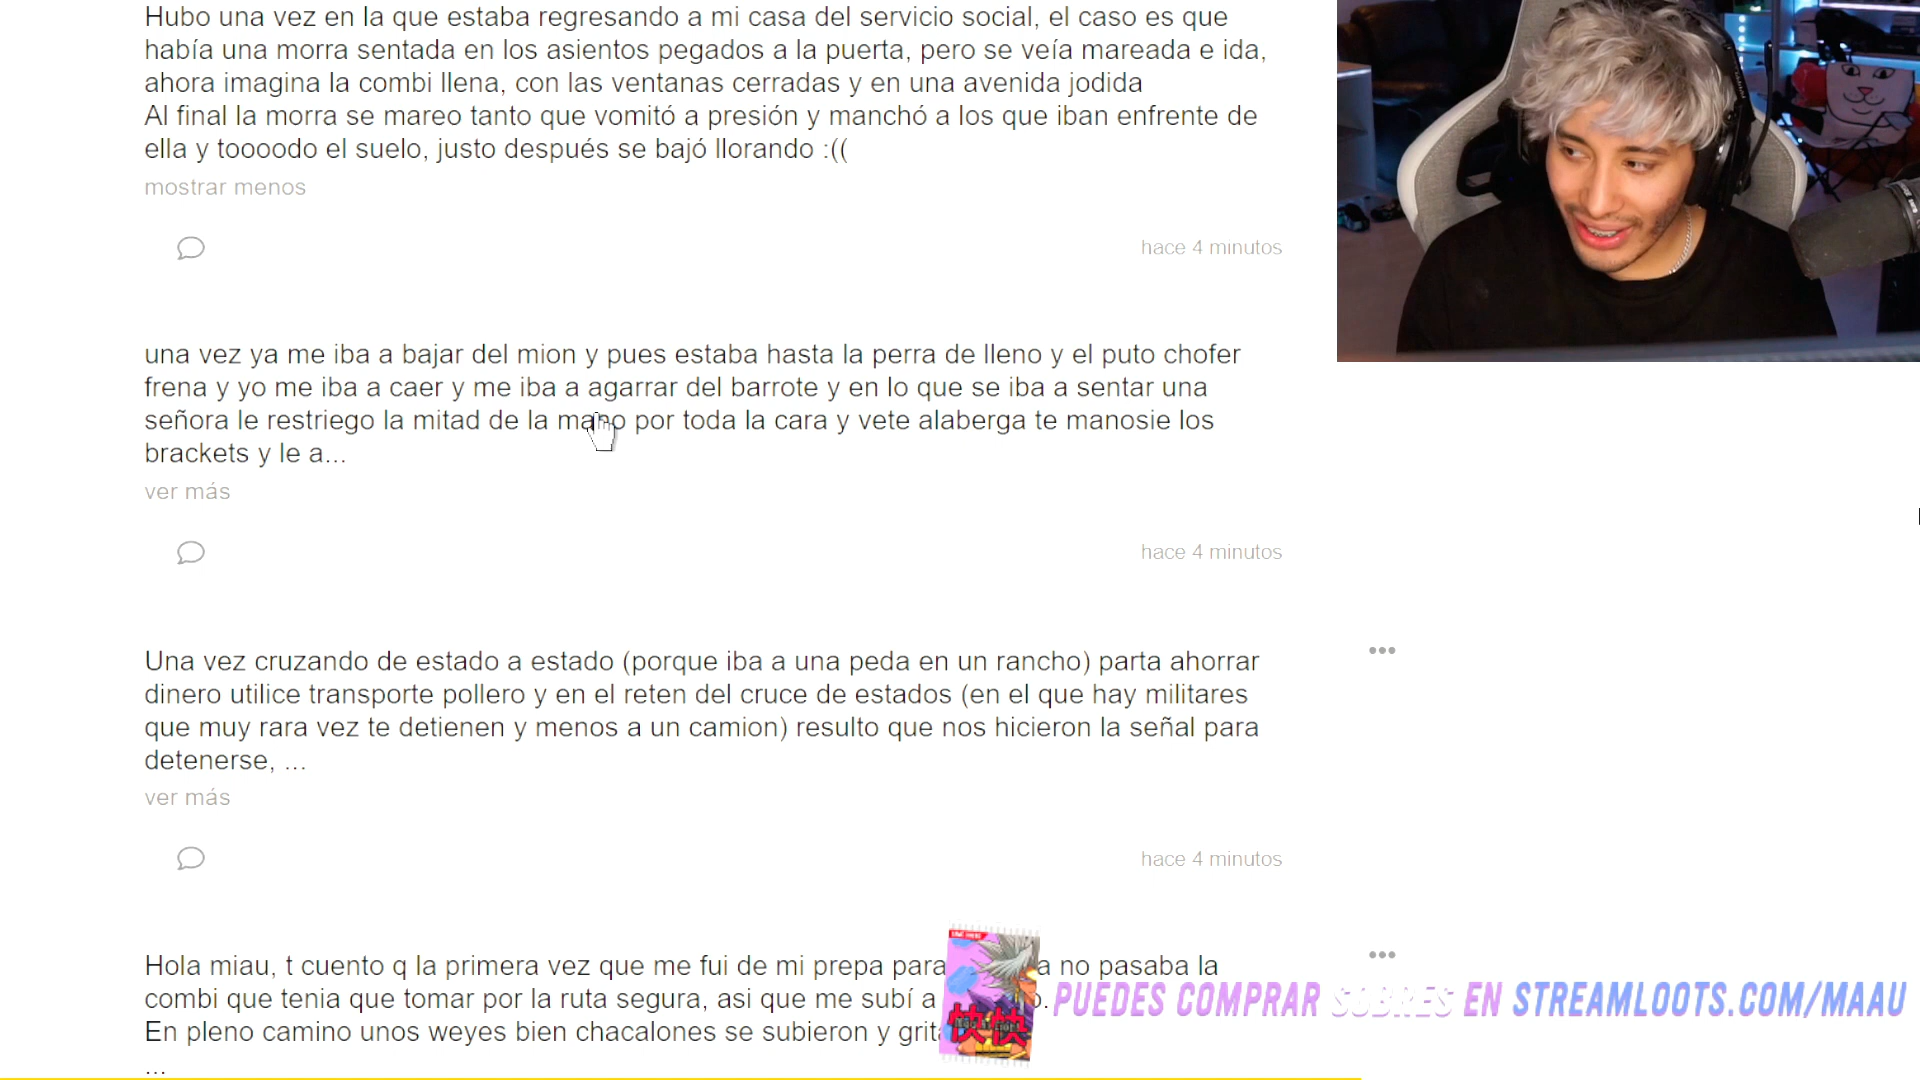 Hubo una vez en la que estaba regresando a mi casa del servicio social, el caso es que
había una morra sentada en los asientos pegados a la puerta, pero se veía mareada e ida,
ahora imagina la combi llena, con las ventanas cerradas y en una avenida jodida
Al final la morra se mareo tanto que vomitó a presión y manchó a los que iban enfrente de
ella y toooodo el suelo, justo después se bajó llorando :((
mostrar menos
hace 4 minutos
una vez ya me iba a bajar del mion y pues estaba hasta la perra de lleno y el puto chofer
frena y yo me iba a caer y me iba a agarrar del barrote y en lo que se iba a sentar una
señora le restriego la mitad de la mano por toda la cara y vete alaberga te manosie los
brackets y le a...
ver más
hace 4 minutos
Una vez cruzando de estado a estado (porque iba a una peda en un rancho) parta ahorrar
dinero utilice transporte pollero y en el reten del cruce de estados (en el que hay militares
que muy rara vez te detienen y menos a un camion) resulto que nos hicieron la señal para
detenerse, ...
ver más
hace 4 minutos
Hola miau, t cuento q la primera vez que me fui de mi prepa para a no pasaba la
combi que tenia que tomar por la ruta segura, asi que me subí a o.
En pleno camino unos weyes bien chacalones se subieron y grit
...
快快
PUEDES COMPRAR SOBRES EN STREAMLOOTS.COM/MAAU